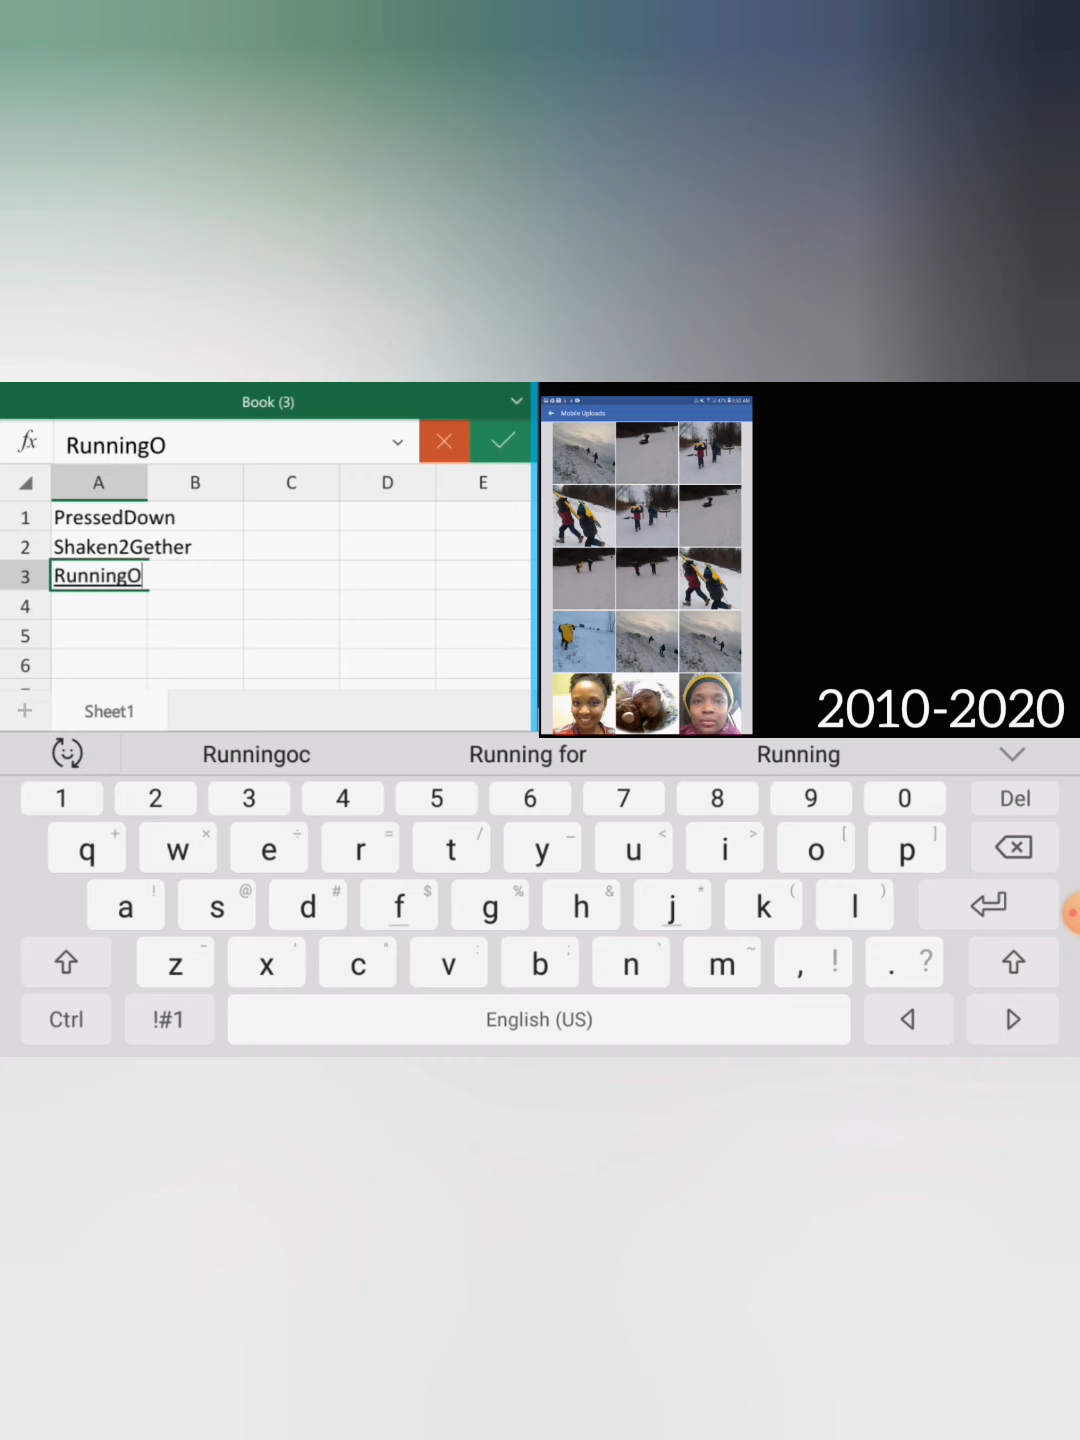 Book (3)
fx RunningO
A B C D E
1 PressedDown
2 Shaken2Gether
3 RunningO
4
5
6
Sheet1
Mobile Uploads
2010-2020
Runningoc Running for Running
1 2 3 4 5 6 7 8 9 0 Del
q + w × e ÷ r = t / y _ u < i > o [ p ]
a ! s @ d # f $ g % h & j * k ( l )
z - x ' c " v : b ; n ` m ~ , ! . ?
Ctrl !#1 English (US)